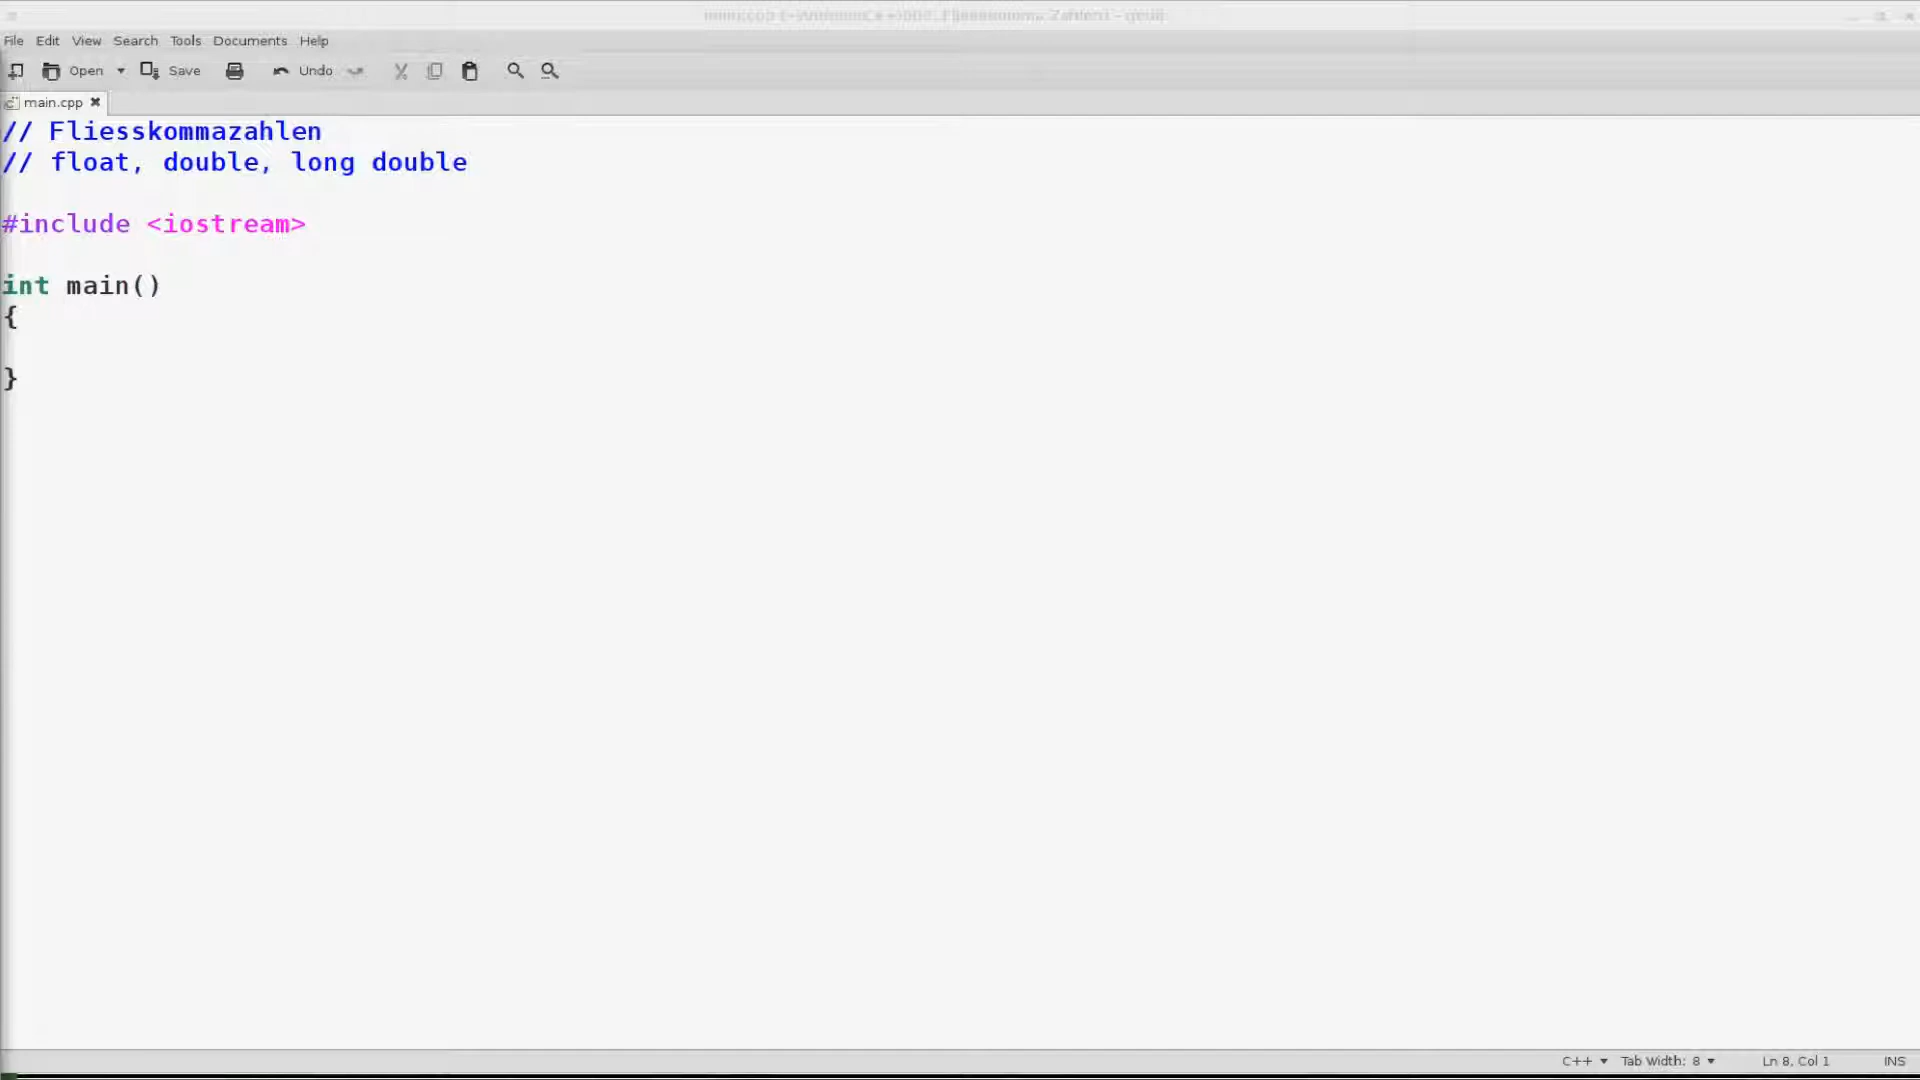 File Edit View Search Tools Documents Help
Open Save Undo
main.cpp
// Fliesskommazahlen
// float, double, long double
#include <iostream>
int main()
{
}
C++ Tab Width: 8 Ln 8, Col 1 INS